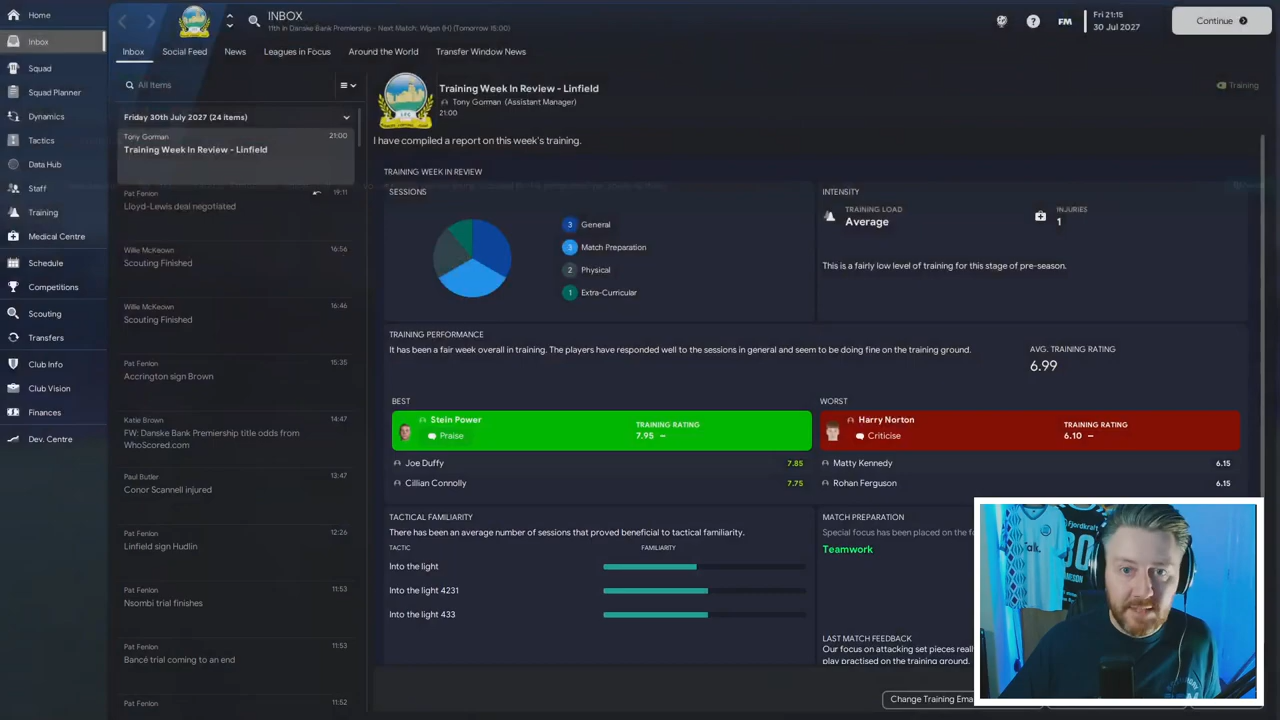 Home
Inbox
Squad
Squad Planner
Dynamics
Tactics
Data Hub
Staff
Training
Medical Centre
Schedule
Competitions
Scouting
Transfers
Club Info
Club Vision
Finances
Dev. Centre
INBOX
11th in Danske Bank Premiership - Next Match: Wigan (H) (Tomorrow 15:00)
FM
Fri 21:15
30 Jul 2027
Continue
Inbox
Social Feed
News
Leagues in Focus
Around the World
Transfer Window News
All Items
Friday 30th July 2027 (24 items)
Tony Gorman 21:00
Training Week In Review - Linfield
Pat Fenlon 19:11
Lloyd-Lewis deal negotiated
Willie McKeown 16:56
Scouting Finished
Willie McKeown 16:46
Scouting Finished
Pat Fenlon 15:35
Accrington sign Brown
Katie Brown 14:47
FW: Danske Bank Premiership title odds from
WhoScored.com
Paul Butler 13:47
Conor Scannell injured
Pat Fenlon 12:26
Linfield sign Hudlin
Pat Fenlon 11:53
Nsombi trial finishes
Pat Fenlon 11:53
Bancé trial coming to an end
Pat Fenlon 11:52
Training Week In Review - Linfield
Tony Gorman (Assistant Manager)
21:00
Training
I have compiled a report on this week's training.
TRAINING WEEK IN REVIEW
SESSIONS
3 General
3 Match Preparation
2 Physical
1 Extra-Curricular
INTENSITY
TRAINING LOAD
Average
INJURIES
1
This is a fairly low level of training for this stage of pre-season.
TRAINING PERFORMANCE
It has been a fair week overall in training. The players have responded well to the sessions in general and seem to be doing fine on the training ground.
AVG. TRAINING RATING
6.99
BEST
Stein Power
Praise
TRAINING RATING
7.95 –
Joe Duffy 7.85
Cillian Connolly 7.75
WORST
Harry Norton
Criticise
TRAINING RATING
6.10 –
Matty Kennedy 6.15
Rohan Ferguson 6.15
TACTICAL FAMILIARITY
There has been an average number of sessions that proved beneficial to tactical familiarity.
TACTIC FAMILIARITY
Into the light
Into the light 4231
Into the light 433
MATCH PREPARATION
Special focus has been placed on the
Teamwork
LAST MATCH FEEDBACK
Our focus on attacking set pieces
play practised on the training ground.
Change Training
Fjordkraft